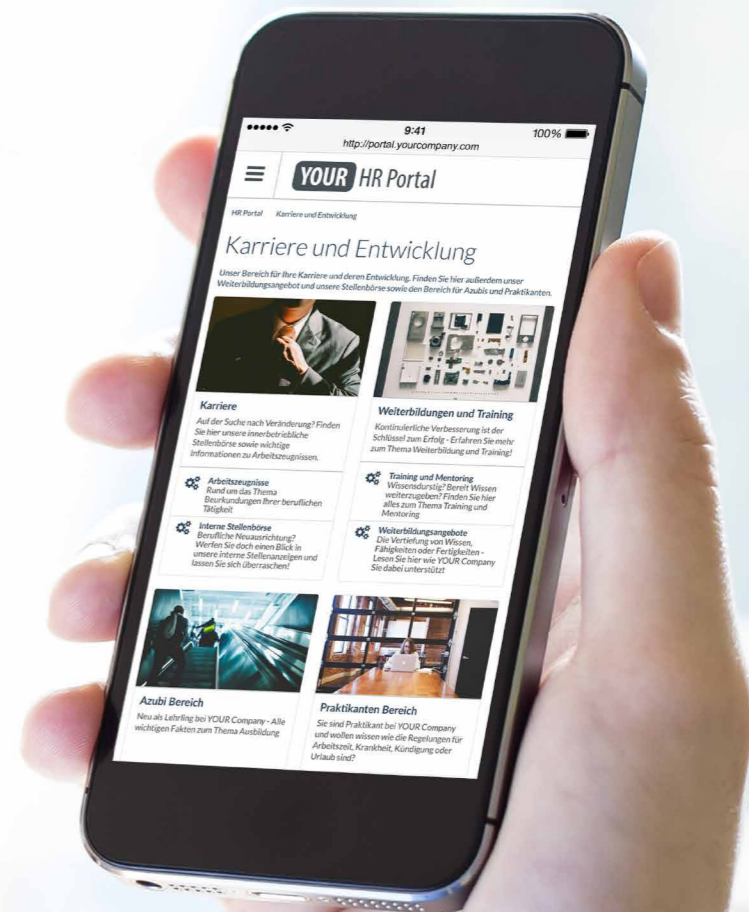 9:41
100%
http://portal.yourcompany.com
YOUR HR Portal
HR Portal Karriere und Entwicklung
Karriere und Entwicklung
Unser Bereich für Ihre Karriere und deren Entwicklung. Finden Sie hier außerdem unser
Weiterbildungsangebot und unsere Stellenbörse sowie den Bereich für Azubis und Praktikanten.
Karriere
Auf der Suche nach Veränderung? Finden
Sie hier unsere innerbetriebliche
Stellenbörse sowie wichtige
Informationen zu Arbeitszeugnissen.
Arbeitszeugnisse
Rund um das Thema
Beurkundungen Ihrer beruflichen
Tätigkeit
Interne Stellenbörse
Berufliche Neuausrichtung?
Werfen Sie doch einen Blick in
unsere interne Stellenanzeigen und
lassen Sie sich überraschen!
Weiterbildungen und Training
Kontinuierliche Verbesserung ist der
Schlüssel zum Erfolg - Erfahren Sie mehr
zum Thema Weiterbildung und Training!
Training und Mentoring
Wissensdurstig? Bereit Wissen
weiterzugeben? Finden Sie hier
alles zum Thema Training und
Mentoring
Weiterbildungsangebote
Die Vertiefung von Wissen,
Fähigkeiten oder Fertigkeiten -
Lesen Sie hier wie YOUR Company
Sie dabei unterstützt
Azubi Bereich
Neu als Lehrling bei YOUR Company - Alle
wichtigen Fakten zum Thema Ausbildung
Praktikanten Bereich
Sie sind Praktikant bei YOUR Company
und wollen wissen wie die Regelungen für
Arbeitszeit, Krankheit, Kündigung oder
Urlaub sind?